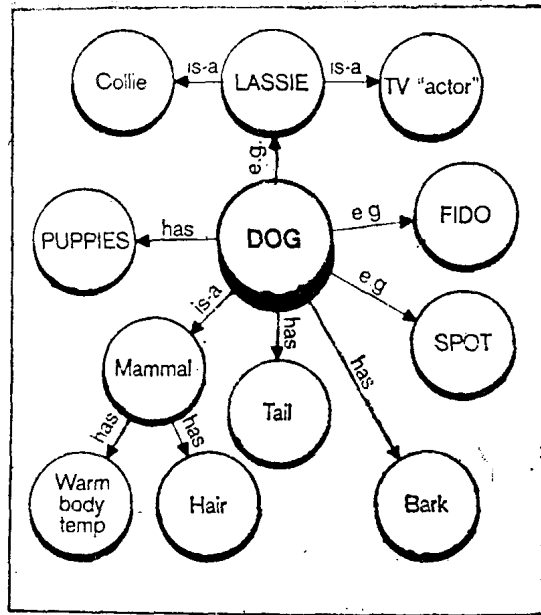 Collie
is-a
LASSIE
is-a
TV "actor"
e.g.
PUPPIES
has
DOG
e g
FIDO
e.g
SPOT
is-a
Mammal
has
Tail
has
has
has
Warm
body
temp
Hair
Bark